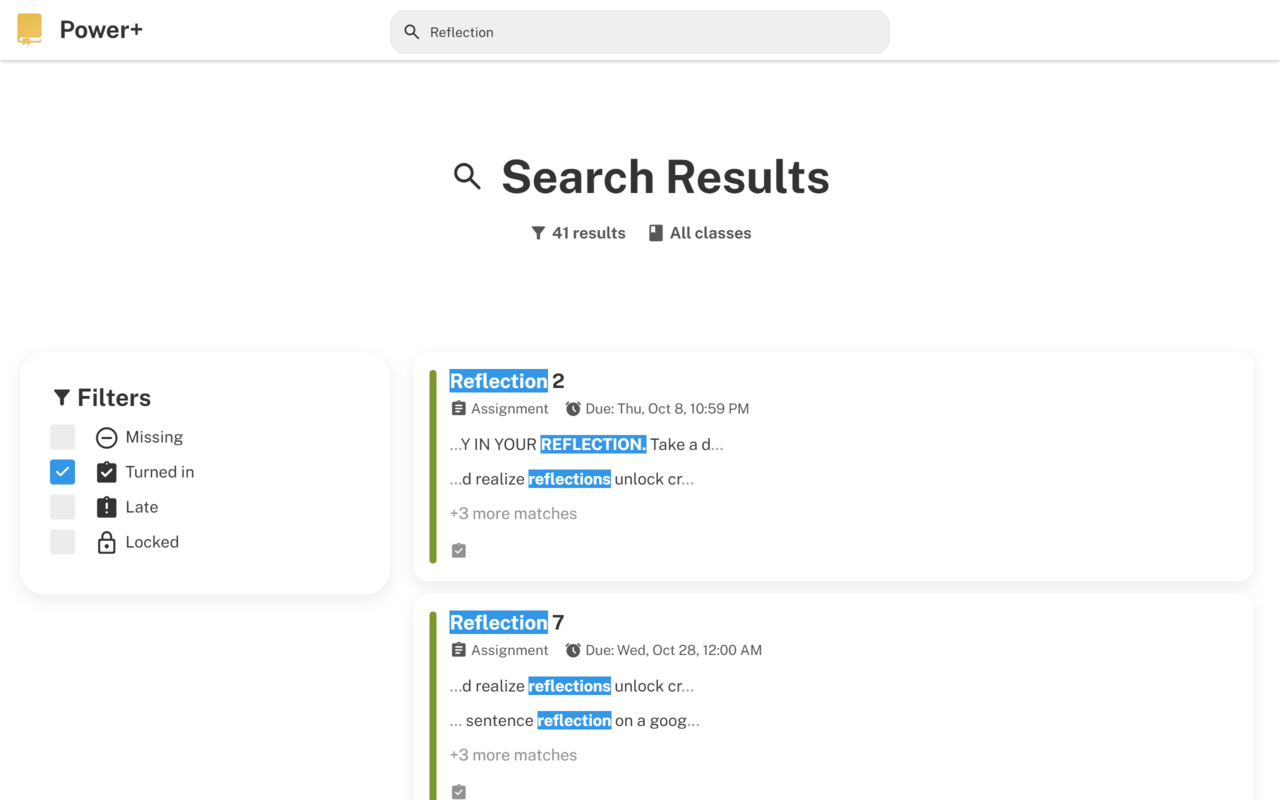 Power+
Reflection
Search Results
41 results All classes
Filters
Missing
Turned in
Late
Locked
Reflection 2
Assignment Due: Thu, Oct 8, 10:59 PM
...Y IN YOUR REFLECTION. Take a d...
...d realize reflections unlock cr...
+3 more matches
Reflection 7
Assignment Due: Wed, Oct 28, 12:00 AM
...d realize reflections unlock cr...
... sentence reflection on a goog...
+3 more matches